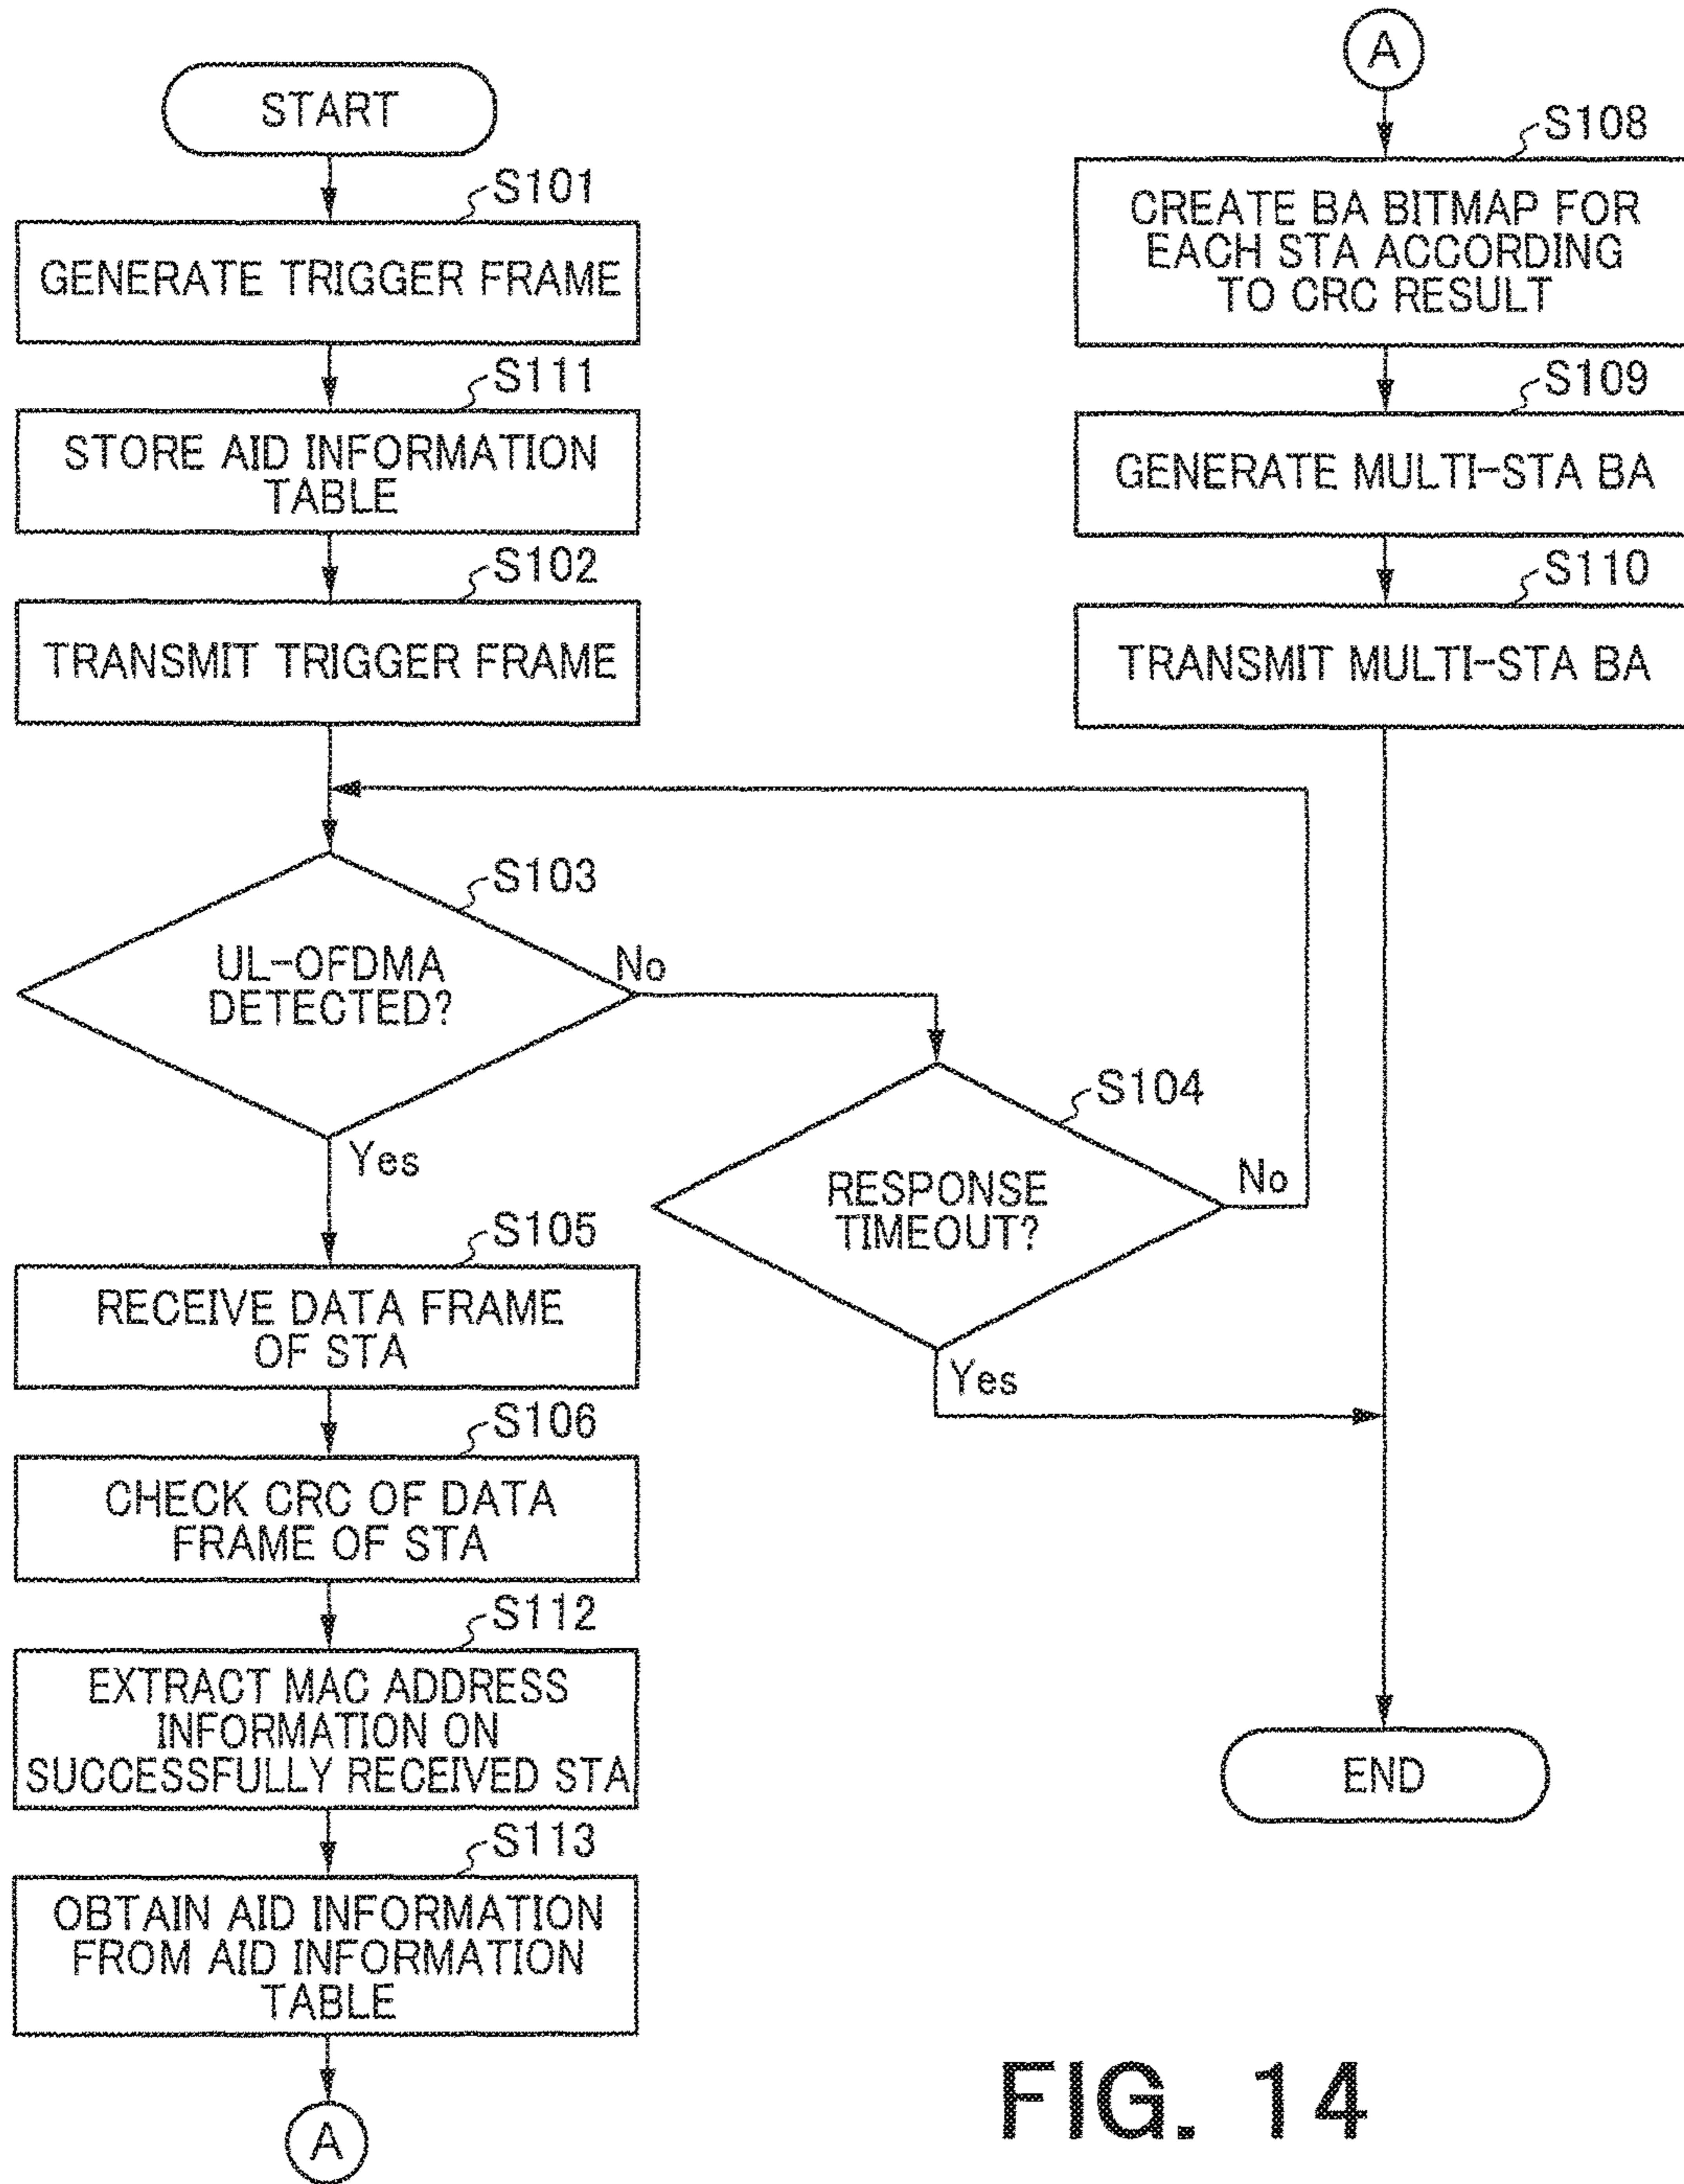 START
S101
GENERATE TRIGGER FRAME
S111
STORE AID INFORMATION
TABLE
S102
TRANSMIT TRIGGER FRAME
S103
UL-OFDMA
DETECTED?
No
Yes
S104
RESPONSE
TIMEOUT?
No
Yes
S105
RECEIVE DATA FRAME
OF STA
S106
CHECK CRC OF DATA
FRAME OF STA
S112
EXTRACT MAC ADDRESS
INFORMATION ON
SUCCESSFULLY RECEIVED STA
S113
OBTAIN AID INFORMATION
FROM AID INFORMATION
TABLE
A
A
S108
CREATE BA BITMAP FOR
EACH STA ACCORDING
TO CRC RESULT
S109
GENERATE MULTI-STA BA
S110
TRANSMIT MULTI-STA BA
END
FIG. 14